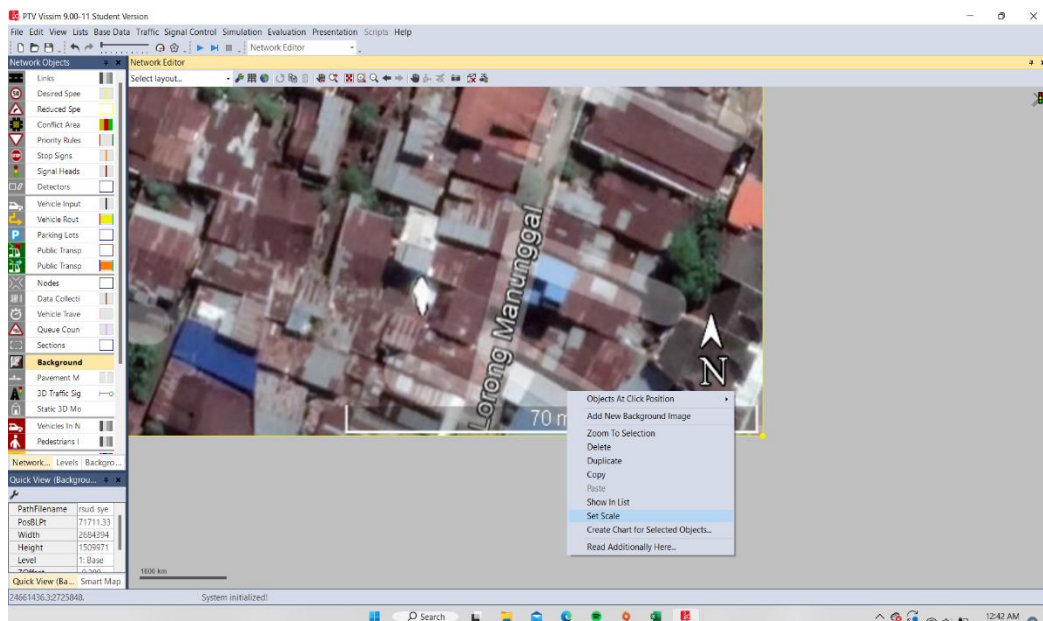 PTV Vissim 9.00-11 Student Version
File Edit View Lists Base Data Traffic Signal Control Simulation Evaluation Presentation Scripts Help
Network Editor
Network Objects
Network Editor
Select layout...
Links
Desired Spee
Reduced Spe
Conflict Area
Priority Rules
Stop Signs
Signal Heads
Detectors
Vehicle Input
Vehicle Rout
Parking Lots
Public Transp
Public Transp
Nodes
Data Collecti
Vehicle Trave
Queue Coun
Sections
Background
Pavement M
3D Traffic Sig
Static 3D Mo
Vehicles In N
Pedestrians I
Network... Levels Backgro...
Quick View (Backgrou...
PathFilename rsud sye
PosBLPt 71711.33
Width 2684394
Height 1509971
Level 1: Base
Quick View (Ba... Smart Map
Lorong Manunggal
N
70 m
Objects At Click Position
Add New Background Image
Zoom To Selection
Delete
Duplicate
Copy
Paste
Show In List
Set Scale
Create Chart for Selected Objects...
Read Additionally Here...
1000 km
24661436.3:2725848.
System initialized!
Search
12:42 AM